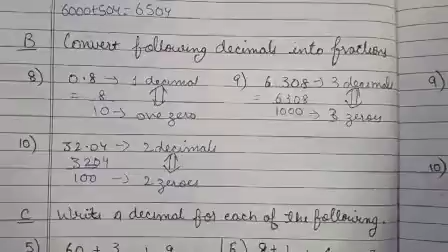 6000+504=6504
B Convert following decimals into fractions
8) 0.8 → 1 decimal
= 8
10 → one zero
9) 6.308 → 3 decimals
= 6308
1000 → 3 zeroes
9)
10) 32.04 → 2 decimals
3204
100 → 2 zeroes
10)
C Write a decimal for each of the following.
5) 60 + 3
6) 8 + 1